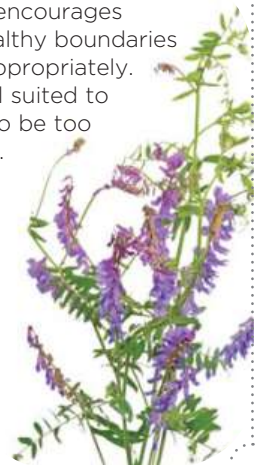 encourages
althy boundaries
ppropriately.
l suited to
o be too
.